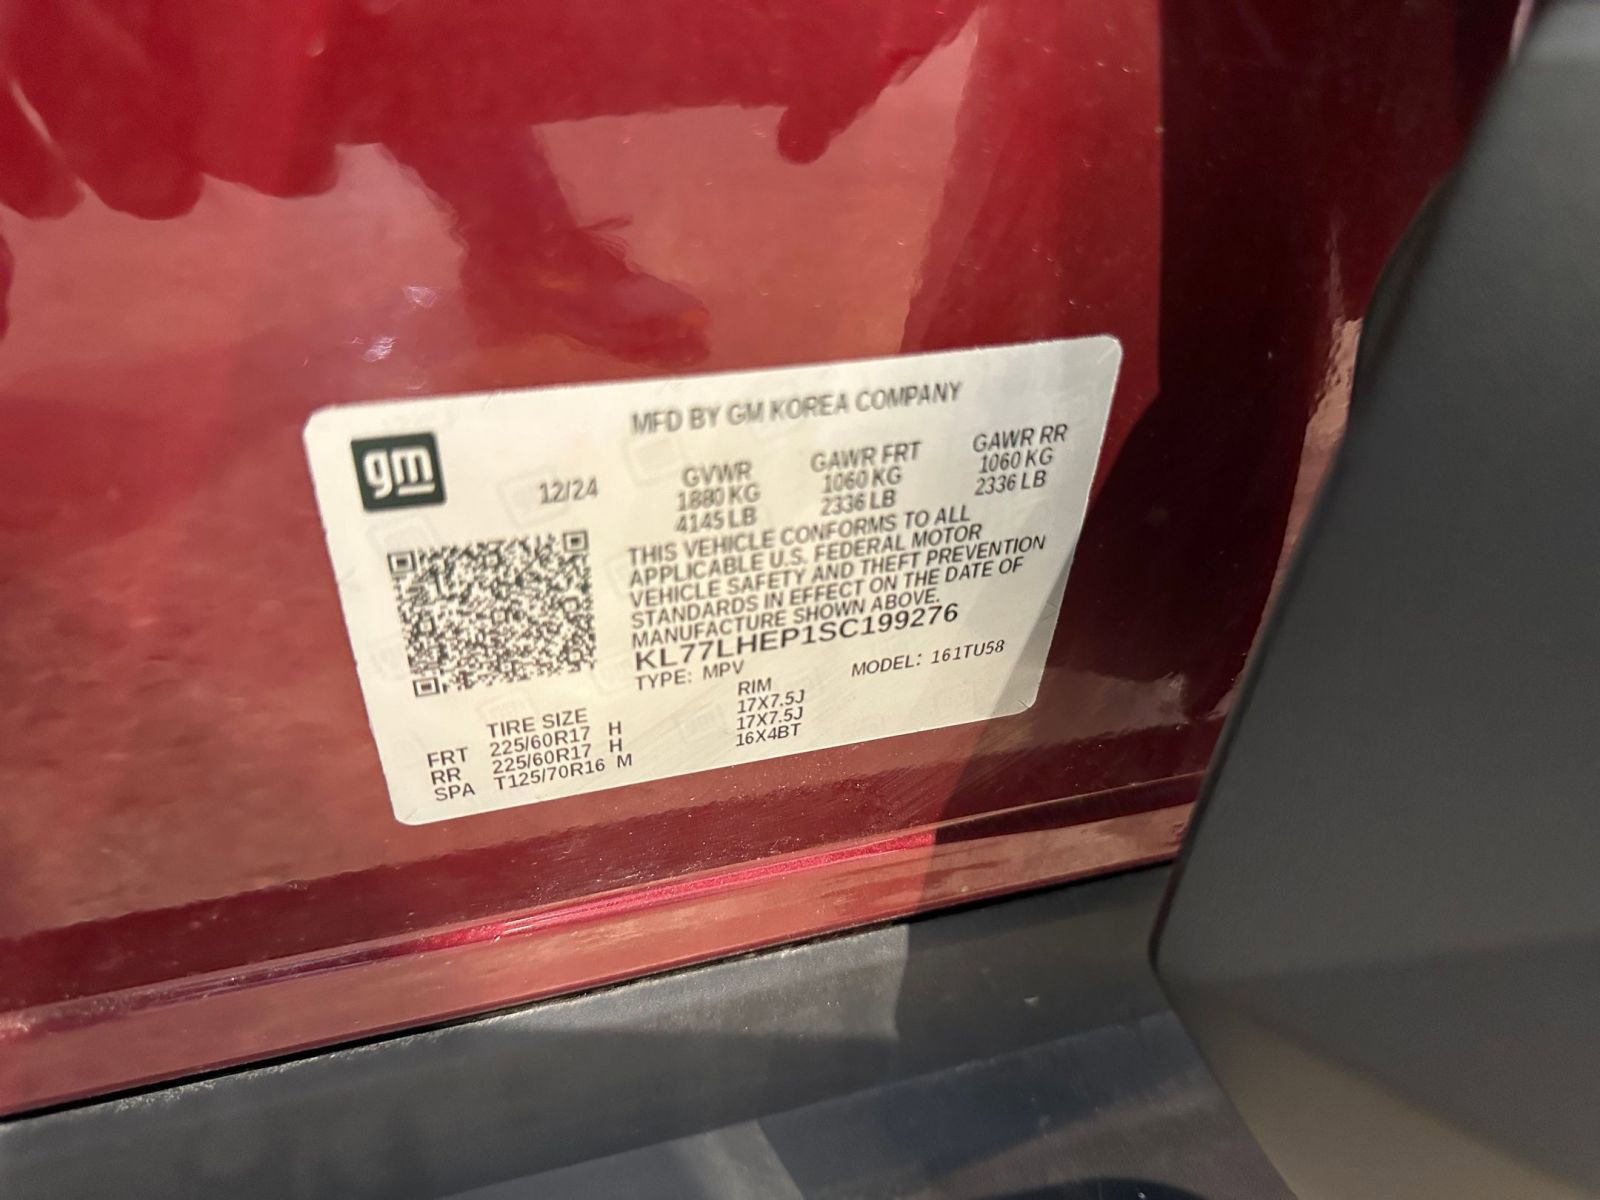 gm
MFD BY GM KOREA COMPANY
12/24
GVWR
1880 KG
4145 LB
GAWR FRT
1060 KG
2336 LB
GAWR RR
1060 KG
2336 LB
THIS VEHICLE CONFORMS TO ALL
APPLICABLE U.S. FEDERAL MOTOR
VEHICLE SAFETY AND THEFT PREVENTION
STANDARDS IN EFFECT ON THE DATE OF
MANUFACTURE SHOWN ABOVE.
KL77LHEP1SC199276
TYPE: MPV
MODEL: 161TU58
TIRE SIZE
RIM
FRT 225/60R17 H 17X7.5J
RR 225/60R17 H 17X7.5J
SPA T125/70R16 M 16X4BT